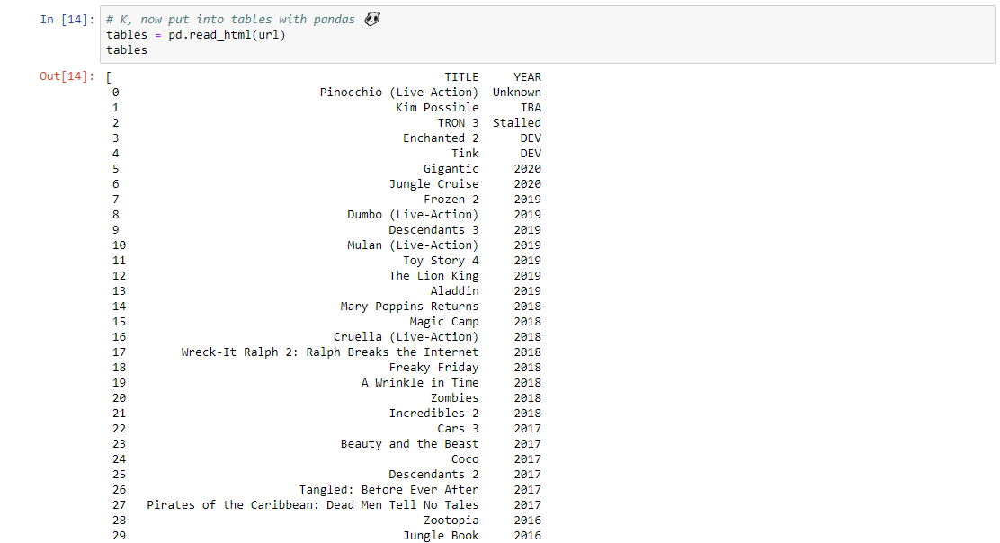 In [14]: # K, now put into tables with pandas 🐼
tables = pd.read_html(url)
tables
Out[14]: [ TITLE YEAR
0 Pinocchio (Live-Action) Unknown
1 Kim Possible TBA
2 TRON 3 Stalled
3 Enchanted 2 DEV
4 Tink DEV
5 Gigantic 2020
6 Jungle Cruise 2020
7 Frozen 2 2019
8 Dumbo (Live-Action) 2019
9 Descendants 3 2019
10 Mulan (Live-Action) 2019
11 Toy Story 4 2019
12 The Lion King 2019
13 Aladdin 2019
14 Mary Poppins Returns 2018
15 Magic Camp 2018
16 Cruella (Live-Action) 2018
17 Wreck-It Ralph 2: Ralph Breaks the Internet 2018
18 Freaky Friday 2018
19 A Wrinkle in Time 2018
20 Zombies 2018
21 Incredibles 2 2018
22 Cars 3 2017
23 Beauty and the Beast 2017
24 Coco 2017
25 Descendants 2 2017
26 Tangled: Before Ever After 2017
27 Pirates of the Caribbean: Dead Men Tell No Tales 2017
28 Zootopia 2016
29 Jungle Book 2016